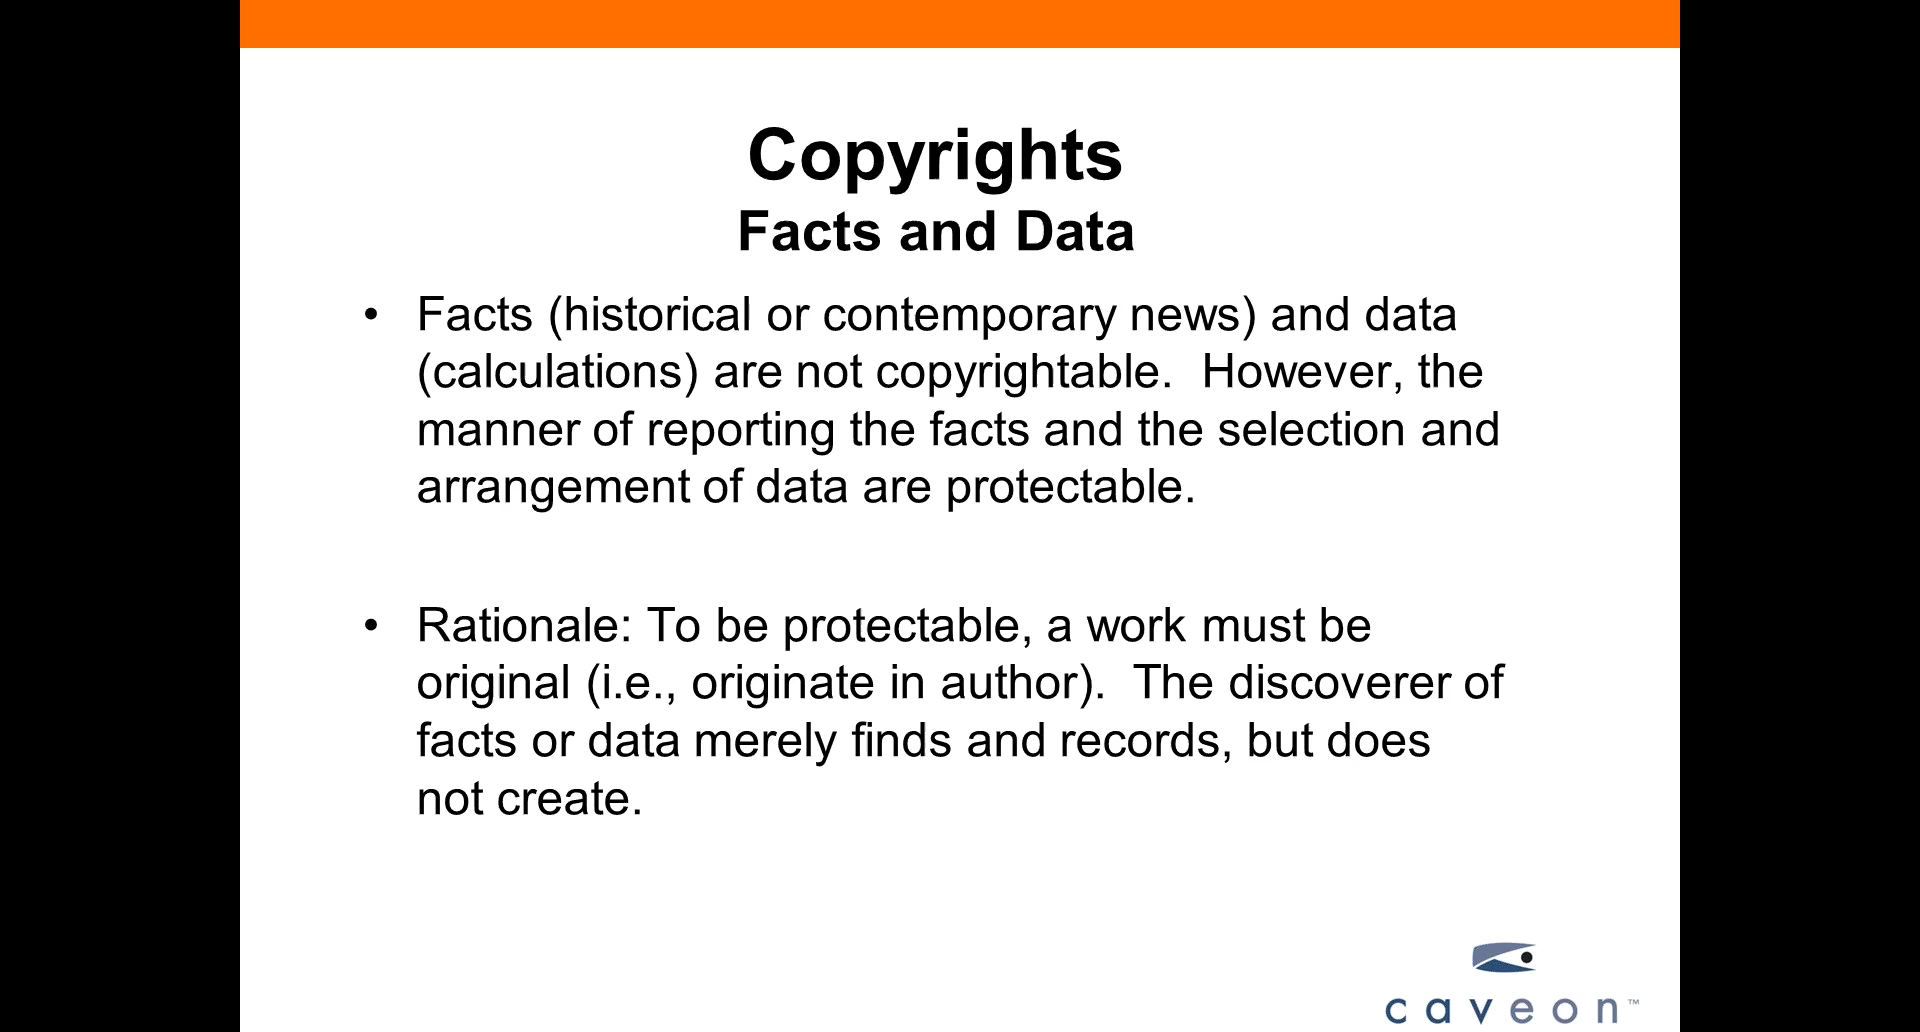 Copyrights
Facts and Data
• Facts (historical or contemporary news) and data
(calculations) are not copyrightable.  However, the
manner of reporting the facts and the selection and
arrangement of data are protectable.
• Rationale: To be protectable, a work must be
original (i.e., originate in author).  The discoverer of
facts or data merely finds and records, but does
not create.
caveon™